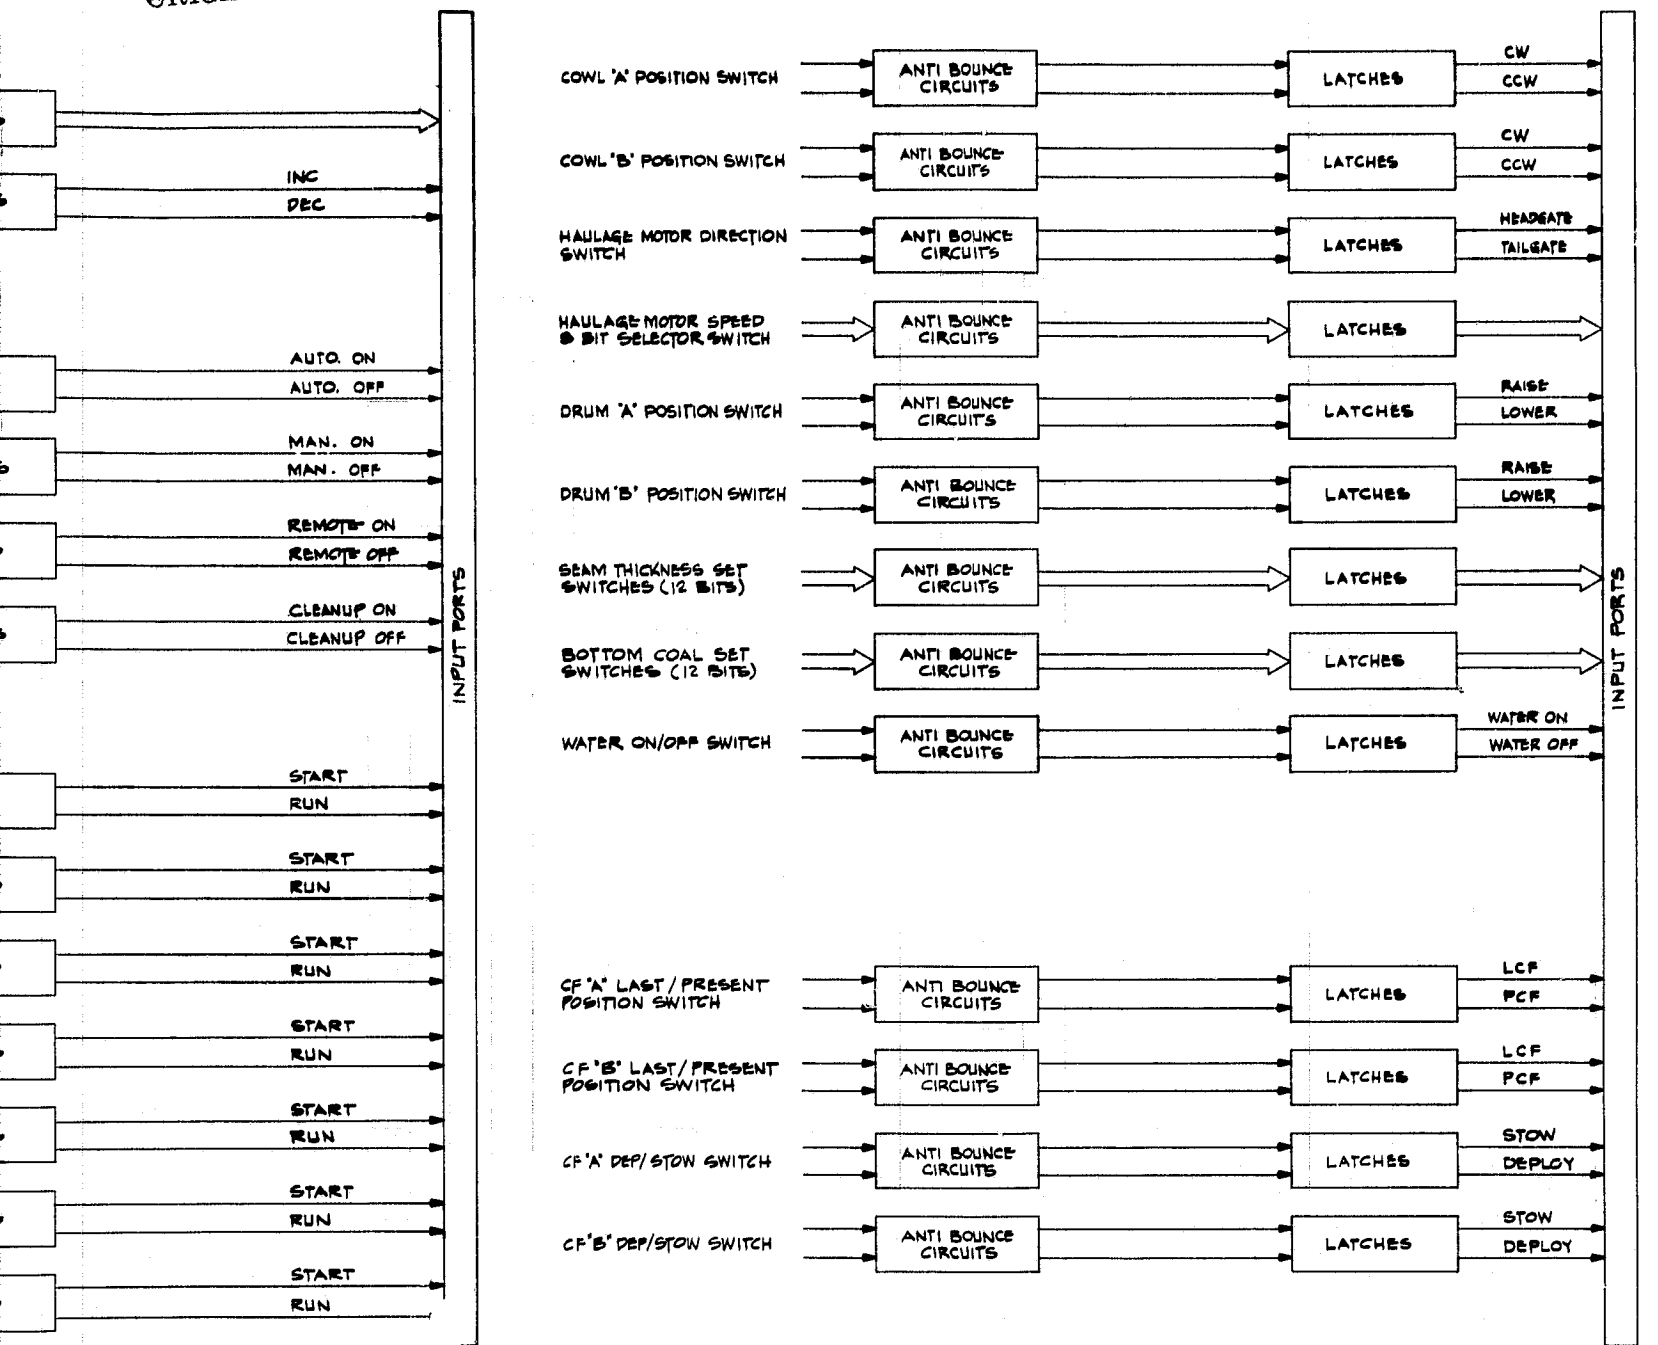 INC
DEC
AUTO. ON
AUTO. OFF
MAN. ON
MAN. OFF
REMOTE ON
REMOTE OFF
CLEANUP ON
CLEANUP OFF
START
RUN
START
RUN
START
RUN
START
RUN
START
RUN
START
RUN
START
RUN
INPUT PORTS
COWL "A" POSITION SWITCH
ANTI BOUNCE
CIRCUITS
LATCHES
CW
CCW
COWL "B" POSITION SWITCH
ANTI BOUNCE
CIRCUITS
LATCHES
CW
CCW
HAULAGE MOTOR DIRECTION
SWITCH
ANTI BOUNCE
CIRCUITS
LATCHES
HEADGATE
TAILGATE
HAULAGE MOTOR SPEED
8 BIT SELECTOR SWITCH
ANTI BOUNCE
CIRCUITS
LATCHES
DRUM "A" POSITION SWITCH
ANTI BOUNCE
CIRCUITS
LATCHES
RAISE
LOWER
DRUM "B" POSITION SWITCH
ANTI BOUNCE
CIRCUITS
LATCHES
RAISE
LOWER
SEAM THICKNESS SET
SWITCHES (12 BITS)
ANTI BOUNCE
CIRCUITS
LATCHES
BOTTOM COAL SET
SWITCHES (12 BITS)
ANTI BOUNCE
CIRCUITS
LATCHES
WATER ON/OFF SWITCH
ANTI BOUNCE
CIRCUITS
LATCHES
WATER ON
WATER OFF
CF "A" LAST / PRESENT
POSITION SWITCH
ANTI BOUNCE
CIRCUITS
LATCHES
LCF
PCF
CF "B" LAST / PRESENT
POSITION SWITCH
ANTI BOUNCE
CIRCUITS
LATCHES
LCF
PCF
CF "A" DEP/STOW SWITCH
ANTI BOUNCE
CIRCUITS
LATCHES
STOW
DEPLOY
CF "B" DEP/STOW SWITCH
ANTI BOUNCE
CIRCUITS
LATCHES
STOW
DEPLOY
INPUT PORTS